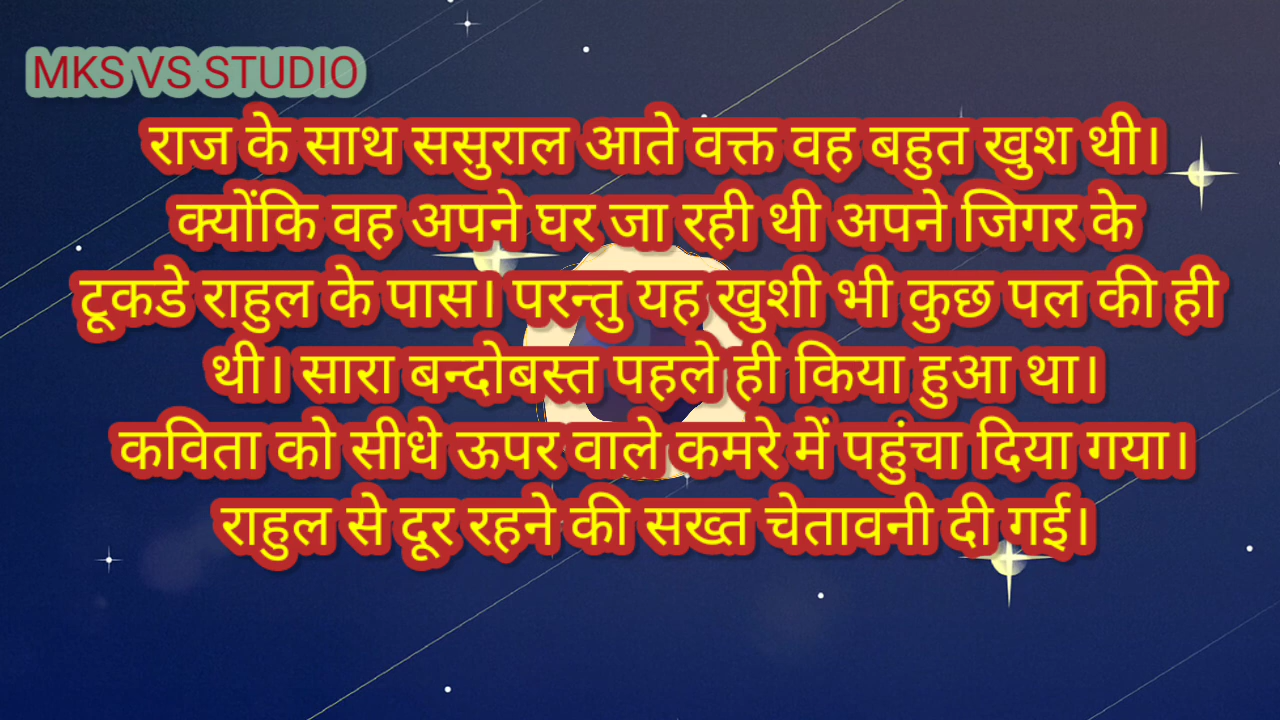 MKS VS STUDIO
राज के साथ ससुराल आते वक्त वह बहुत खुश थी।
क्योंकि वह अपने घर जा रही थी अपने जिगर के
टूकडे राहुल के पास। परन्तु यह खुशी भी कुछ पल की ही
थी। सारा बन्दोबस्त पहले ही किया हुआ था।
कविता को सीधे ऊपर वाले कमरे में पहुंचा दिया गया।
राहुल से दूर रहने की सख्त चेतावनी दी गई।